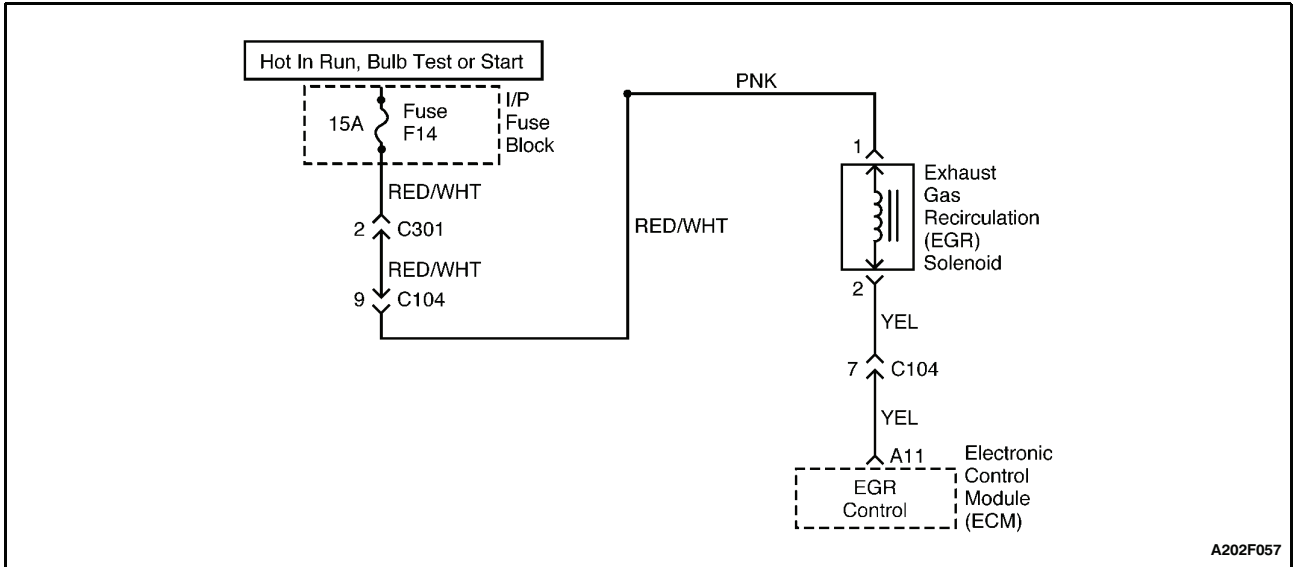 Hot In Run, Bulb Test or Start
15A
Fuse
F14
I/P
Fuse
Block
RED/WHT
2
C301
RED/WHT
9
C104
RED/WHT
PNK
1
Exhaust
Gas
Recirculation
(EGR)
Solenoid
2
YEL
7
C104
YEL
A11
EGR
Control
Electronic
Control
Module
(ECM)
A202F057